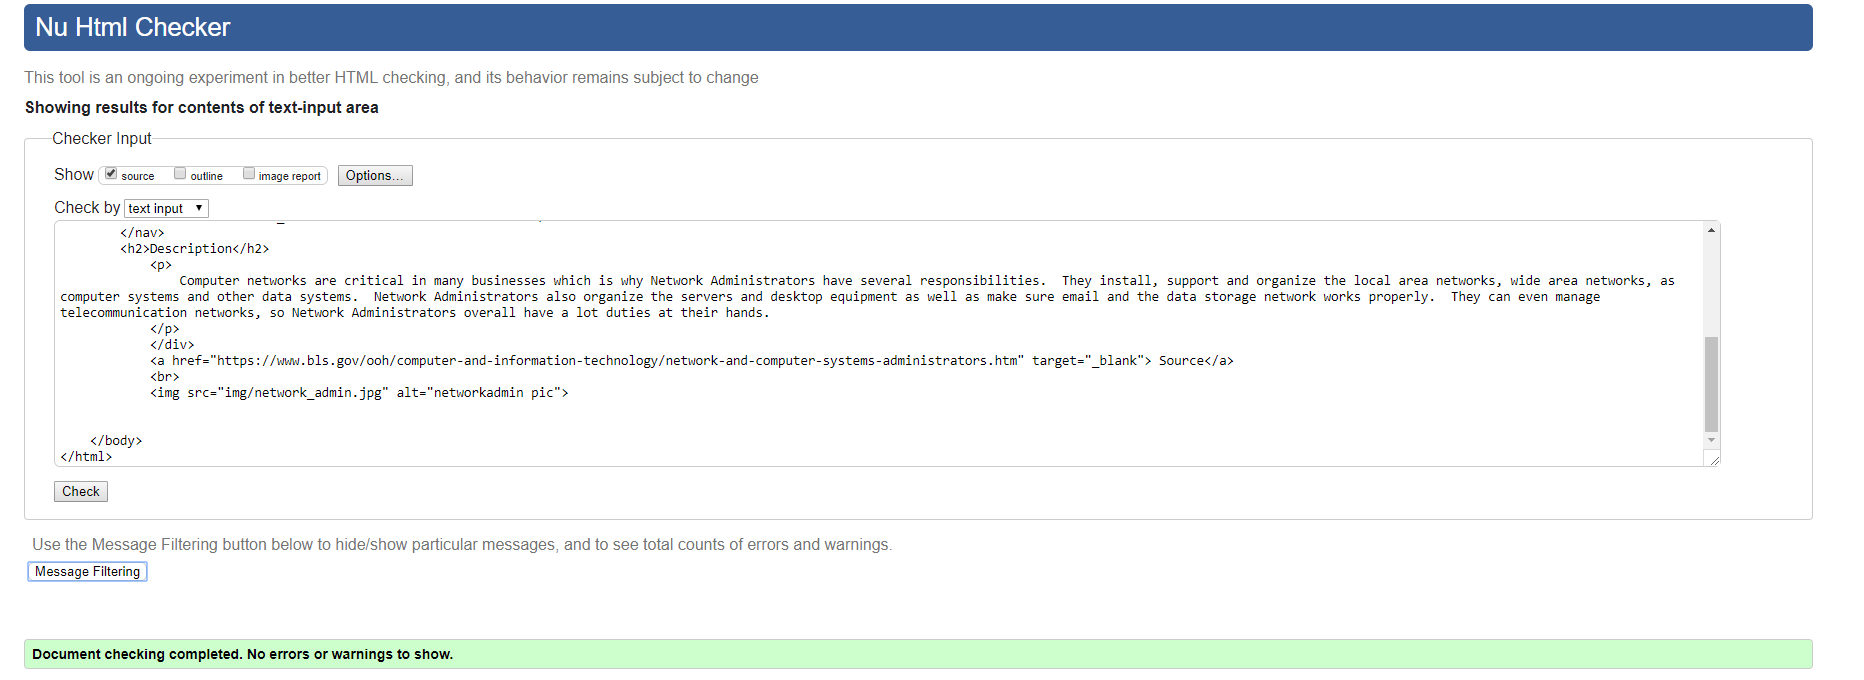 Nu Html Checker
This tool is an ongoing experiment in better HTML checking, and its behavior remains subject to change
Showing results for contents of text-input area
Checker Input
Show source outline image report Options...
Check by text input
</nav>
<h2>Description</h2>
<p>
Computer networks are critical in many businesses which is why Network Administrators have several responsibilities.  They install, support and organize the local area networks, wide area networks, as
computer systems and other data systems.  Network Administrators also organize the servers and desktop equipment as well as make sure email and the data storage network works properly.  They can even manage
telecommunication networks, so Network Administrators overall have a lot duties at their hands.
</p>
</div>
<a href="https://www.bls.gov/ooh/computer-and-information-technology/network-and-computer-systems-administrators.htm" target="_blank"> Source</a>
<br>
<img src="img/network_admin.jpg" alt="networkadmin pic">
</body>
</html>
Check
Use the Message Filtering button below to hide/show particular messages, and to see total counts of errors and warnings.
Message Filtering
Document checking completed. No errors or warnings to show.